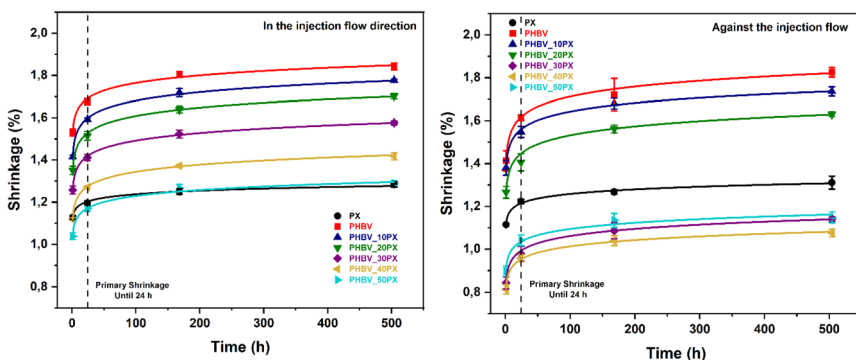 In the injection flow direction
2,0
1,8
1,6
1,4
1,2
1,0
0,8
Shrinkage (%)
PX
PHBV
PHBV_10PX
PHBV_20PX
PHBV_30PX
PHBV_40PX
PHBV_50PX
Primary Shrinkage
Until 24 h
0 100 200 300 400 500
Time (h)
Against the injection flow
PX
PHBV
PHBV_10PX
PHBV_20PX
PHBV_30PX
PHBV_40PX
PHBV_50PX
2,0
1,8
1,6
1,4
1,2
1,0
0,8
Shrinkage (%)
Primary Shrinkage
Until 24 h
0 100 200 300 400 500
Time (h)